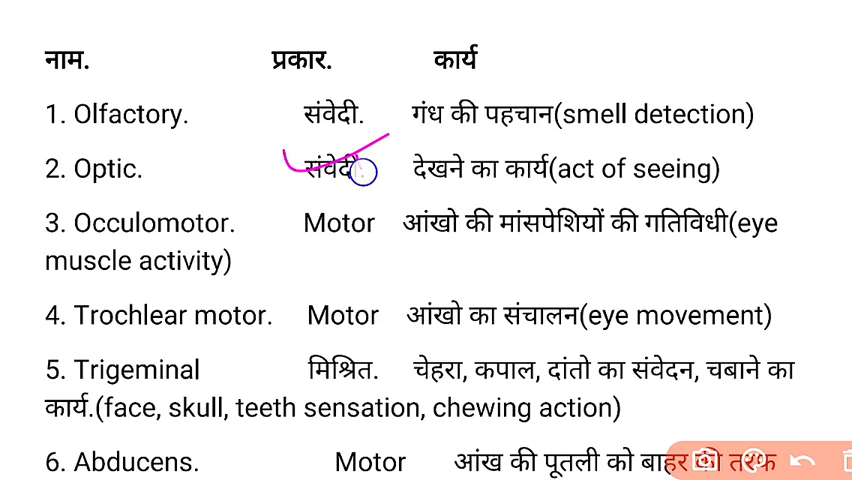 नाम. प्रकार. कार्य
1. Olfactory. संवेदी. गंध की पहचान(smell detection)
2. Optic. संवेदी. देखने का कार्य(act of seeing)
3. Occulomotor. Motor आंखो की मांसपेशियों की गतिविधी(eye
muscle activity)
4. Trochlear motor. Motor आंखो का संचालन(eye movement)
5. Trigeminal मिश्रित. चेहरा, कपाल, दांतो का संवेदन, चबाने का
कार्य.(face, skull, teeth sensation, chewing action)
6. Abducens. Motor आंख की पूतली को बाहर की तरफ